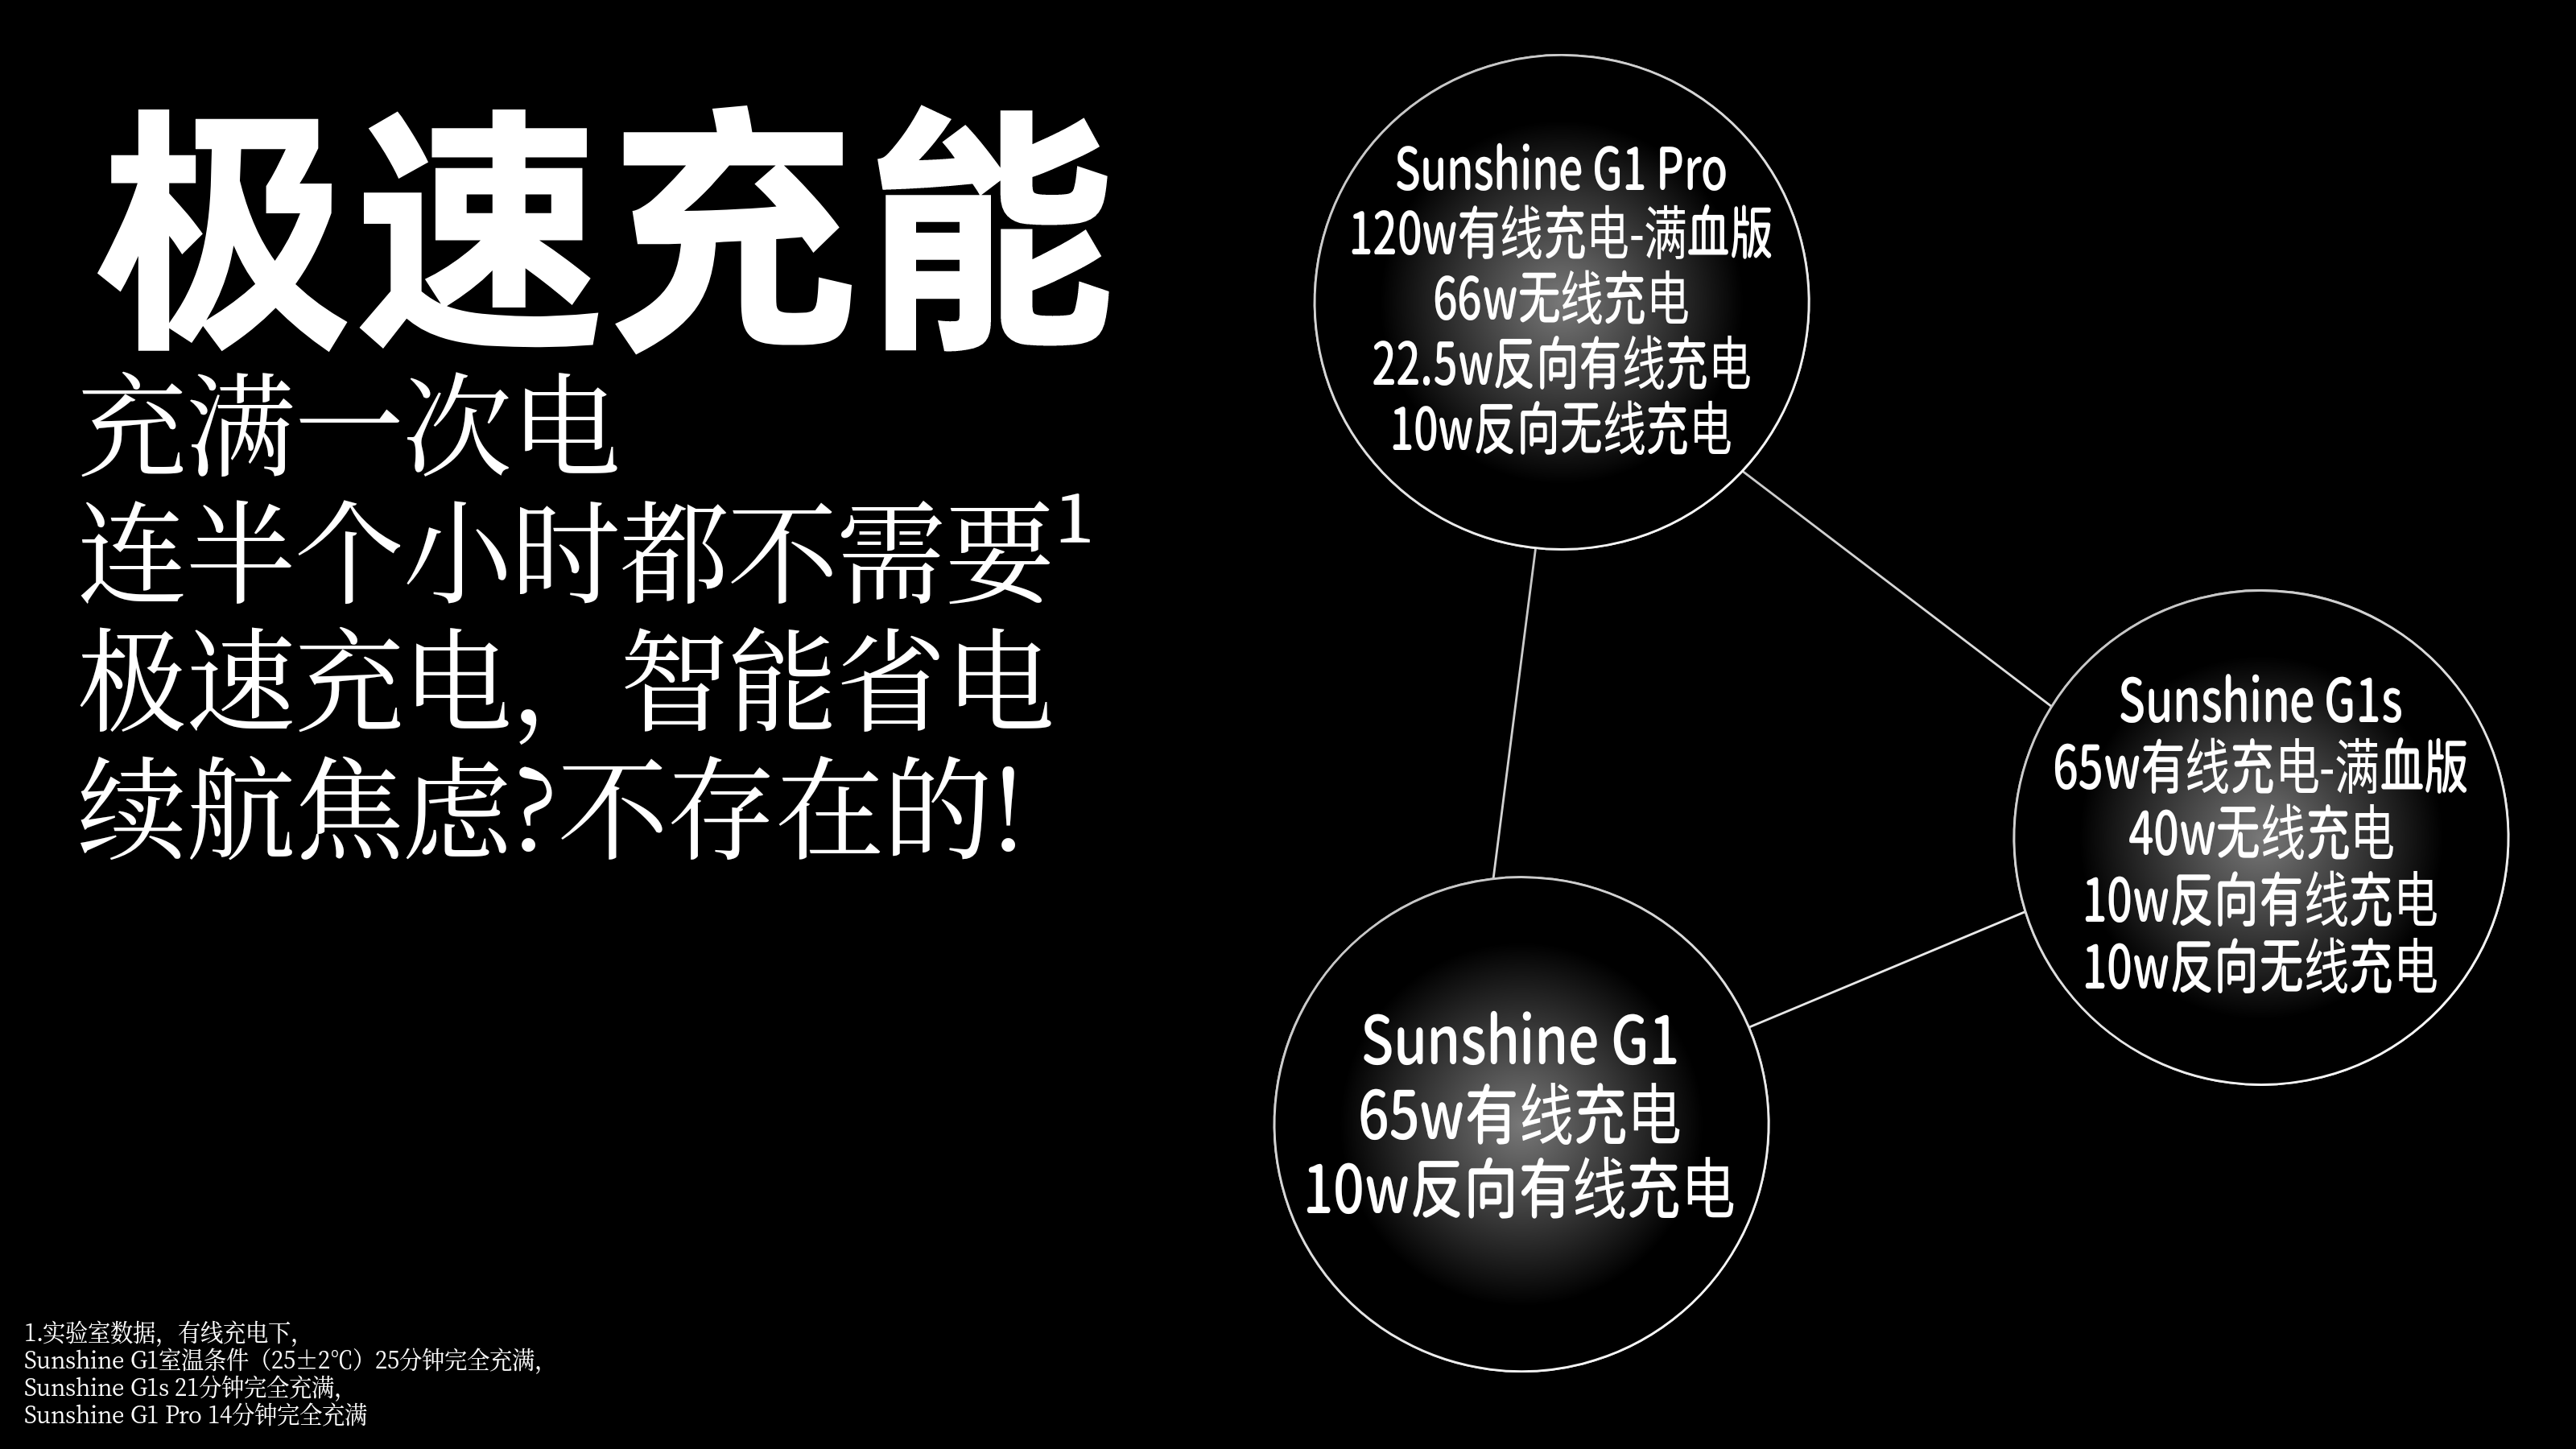 极速充能
充满一次电
连半个小时都不需要1
极速充电，智能省电
续航焦虑?不存在的!
Sunshine G1 Pro
120w有线充电-满血版
66w无线充电
22.5w反向有线充电
10w反向无线充电
Sunshine G1s
65w有线充电-满血版
40w无线充电
10w反向有线充电
10w反向无线充电
Sunshine G1
65w有线充电
10w反向有线充电
1.实验室数据，有线充电下，
Sunshine G1室温条件（25±2℃）25分钟完全充满，
Sunshine G1s 21分钟完全充满，
Sunshine G1 Pro 14分钟完全充满